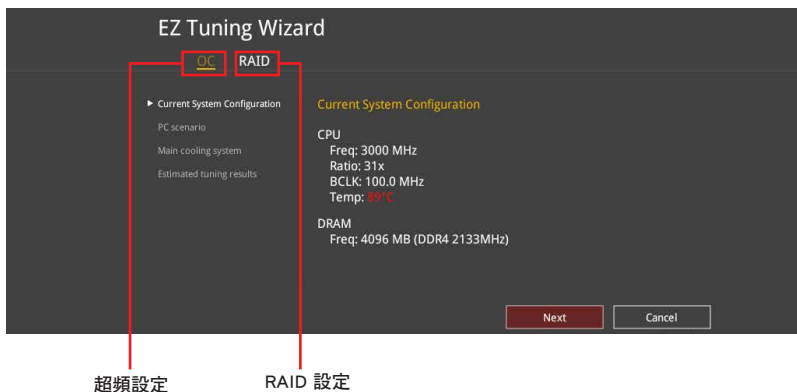 EZ Tuning Wizard
OC RAID
Current System Configuration
PC scenario
Main cooling system
Estimated tuning results
Current System Configuration
CPU
Freq: 3000 MHz
Ratio: 31x
BCLK: 100.0 MHz
Temp: 89°C
DRAM
Freq: 4096 MB (DDR4 2133MHz)
Next Cancel
超頻設定 RAID 設定